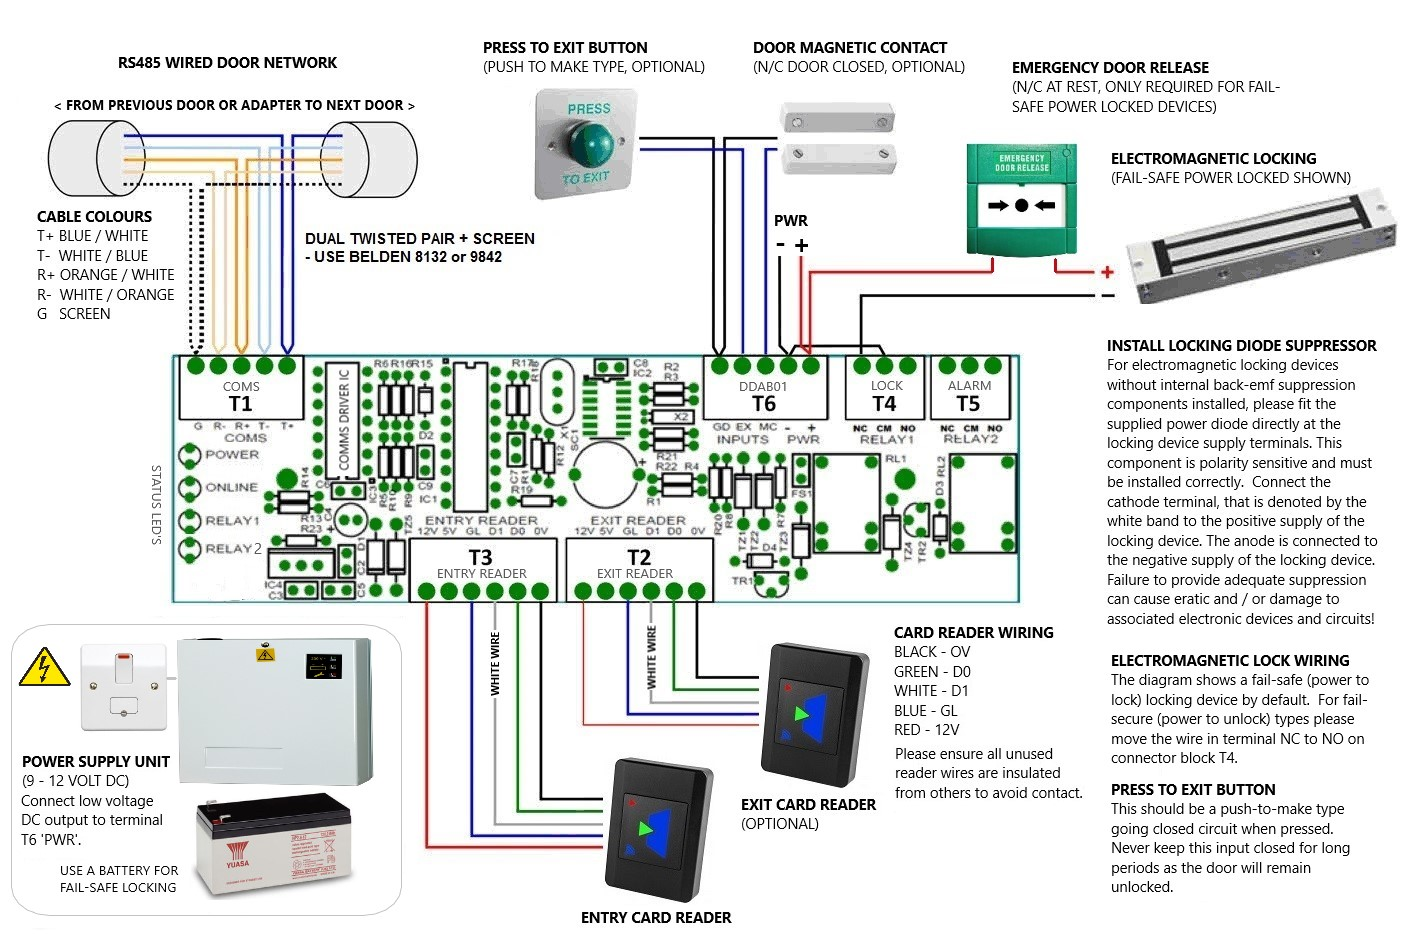 RS485 WIRED DOOR NETWORK
< FROM PREVIOUS DOOR OR ADAPTER TO NEXT DOOR >
CABLE COLOURS
T+ BLUE / WHITE
T- WHITE / BLUE
R+ ORANGE / WHITE
R- WHITE / ORANGE
G SCREEN
DUAL TWISTED PAIR + SCREEN
- USE BELDEN 8132 or 9842
PRESS TO EXIT BUTTON
(PUSH TO MAKE TYPE, OPTIONAL)
PRESS
TO EXIT
DOOR MAGNETIC CONTACT
(N/C DOOR CLOSED, OPTIONAL)
PWR
- +
EMERGENCY DOOR RELEASE
(N/C AT REST, ONLY REQUIRED FOR FAIL-
SAFE POWER LOCKED DEVICES)
EMERGENCY
DOOR RELEASE
ELECTROMAGNETIC LOCKING
(FAIL-SAFE POWER LOCKED SHOWN)
+
–
COMS
T1
G R- R+ T- T+
COMS
POWER
ONLINE
RELAY1
RELAY2
STATUS LED'S
COMMS DRIVER IC
R6 R16 R15
D2
R17
R18
C8
IC2
R2
R3
X2
X1
SC1
R12
C7
R19
C9
IC1
R5
R10
R9
IC3
C6
R14
R13
R23
C4
+
D1
TZ5
C2
C5
IC4
C3
R21
R22 R4
R1
+
DDAB01
T6
GD EX MC - +
INPUTS PWR
LOCK
T4
NC CM NO
RELAY1
ALARM
T5
NC CM NO
RELAY2
R20
R8
TZ1
TZ2
R7
TZ3
FS1
D4
TR1
RL1
TZ4
TR2
D3
RL2
ENTRY READER
12V 5V GL D1 D0 0V
T3
ENTRY READER
EXIT READER
12V 5V GL D1 D0 0V
T2
EXIT READER
WHITE WIRE
WHITE WIRE
INSTALL LOCKING DIODE SUPPRESSOR
For electromagnetic locking devices
without internal back-emf suppression
components installed, please fit the
supplied power diode directly at the
locking device supply terminals. This
component is polarity sensitive and must
be installed correctly. Connect the
cathode terminal, that is denoted by the
white band to the positive supply of the
locking device. The anode is connected to
the negative supply of the locking device.
Failure to provide adequate suppression
can cause eratic and / or damage to
associated electronic devices and circuits!
ELECTROMAGNETIC LOCK WIRING
The diagram shows a fail-safe (power to
lock) locking device by default. For fail-
secure (power to unlock) types please
move the wire in terminal NC to NO on
connector block T4.
PRESS TO EXIT BUTTON
This should be a push-to-make type
going closed circuit when pressed.
Never keep this input closed for long
periods as the door will remain
unlocked.
CARD READER WIRING
BLACK - OV
GREEN - D0
WHITE - D1
BLUE - GL
RED - 12V
Please ensure all unused
reader wires are insulated
from others to avoid contact.
EXIT CARD READER
(OPTIONAL)
ENTRY CARD READER
POWER SUPPLY UNIT
(9 - 12 VOLT DC)
Connect low voltage
DC output to terminal
T6 'PWR'.
USE A BATTERY FOR
FAIL-SAFE LOCKING
YUASA